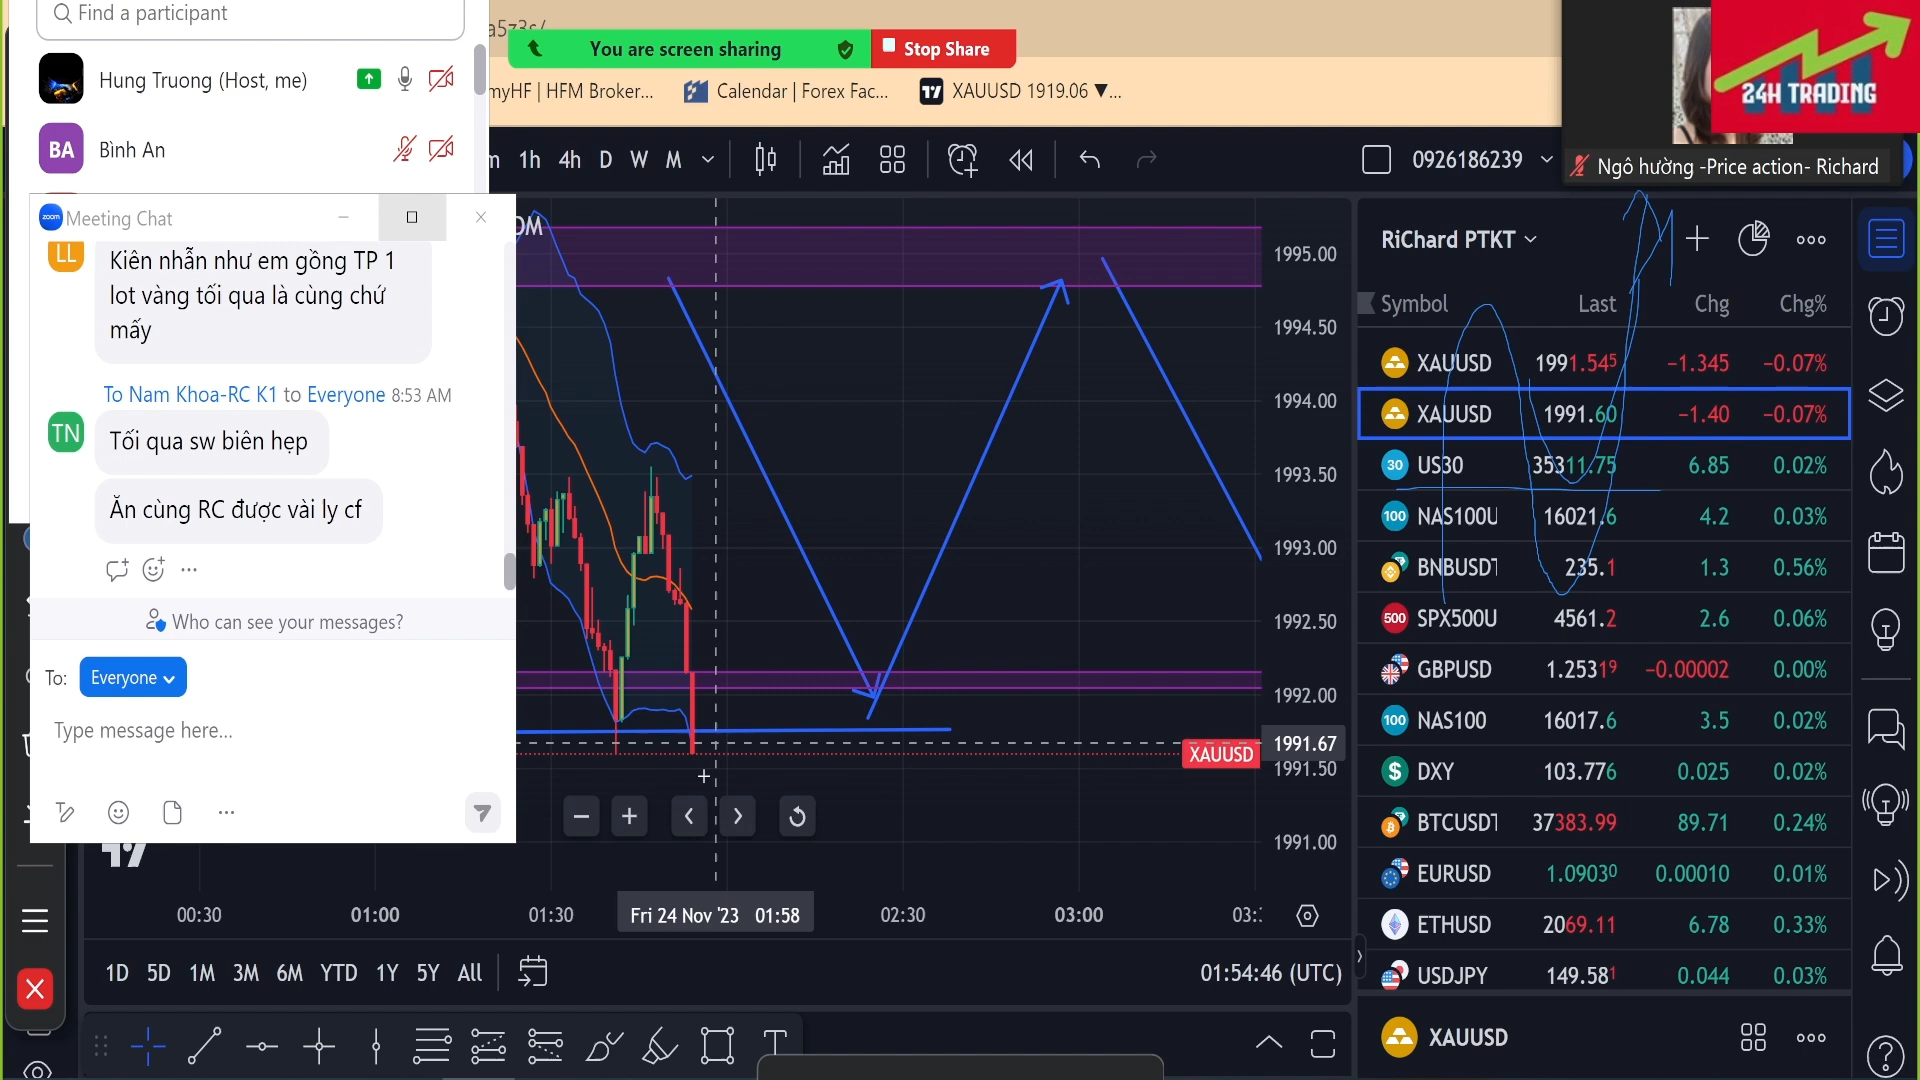 Find a participant
Hung Truong (Host, me)
BA
Bình An
You are screen sharing
Stop Share
myHF | HFM Broker...
Calendar | Forex Fac...
XAUUSD 1919.06 ▼...
24H TRADING
Ngô hường -Price action- Richard
1h 4h D W M
0926186239
zoom
Meeting Chat
LL
Kiên nhẫn như em gồng TP 1
lot vàng tối qua là cùng chứ
mấy
To Nam Khoa-RC K1 to Everyone 8:53 AM
TN
Tối qua sw biên hẹp
Ăn cùng RC được vài ly cf
Who can see your messages?
To:
Everyone
Type message here...
1995.00
1994.50
1994.00
1993.50
1993.00
1992.50
1992.00
XAUUSD
1991.67
1991.50
1991.00
00:30
01:00
01:30
Fri 24 Nov '23 01:58
02:30
03:00
1D 5D 1M 3M 6M YTD 1Y 5Y All
01:54:46 (UTC)
RiChard PTKT
Symbol Last Chg Chg%
XAUUSD 1991.545 −1.345 −0.07%
XAUUSD 1991.60 −1.40 −0.07%
30 US30 35311.75 6.85 0.02%
100 NAS100U 16021.6 4.2 0.03%
BNBUSDT 235.1 1.3 0.56%
500 SPX500U 4561.2 2.6 0.06%
GBPUSD 1.25319 −0.00002 0.00%
100 NAS100 16017.6 3.5 0.02%
$ DXY 103.776 0.025 0.02%
BTCUSDT 37383.99 89.71 0.24%
EURUSD 1.09030 0.00010 0.01%
ETHUSD 2069.11 6.78 0.33%
USDJPY 149.581 0.044 0.03%
XAUUSD